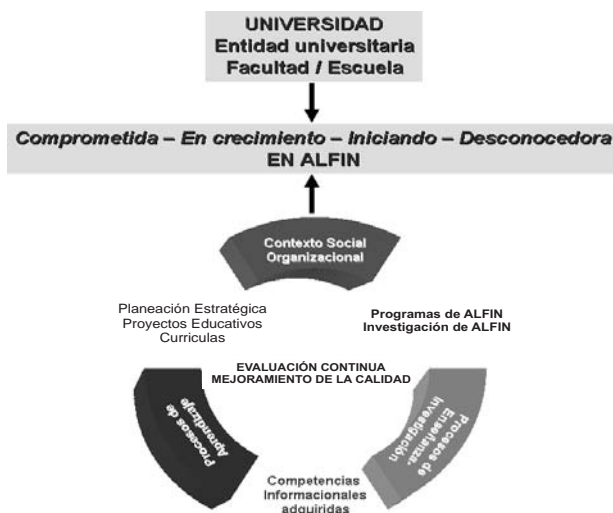 UNIVERSIDAD
Entidad universitaria
Facultad / Escuela
Comprometida – En crecimiento – Iniciando – Desconocedora
EN ALFIN
Contexto Social
Organizacional
Planeación Estratégica
Proyectos Educativos
Curriculas
Programas de ALFIN
Investigación de ALFIN
EVALUACIÓN CONTINUA
MEJORAMIENTO DE LA CALIDAD
Procesos de
Aprendizaje
Procesos de
Enseñanza-
Investigación
Competencias
Informacionales
adquiridas